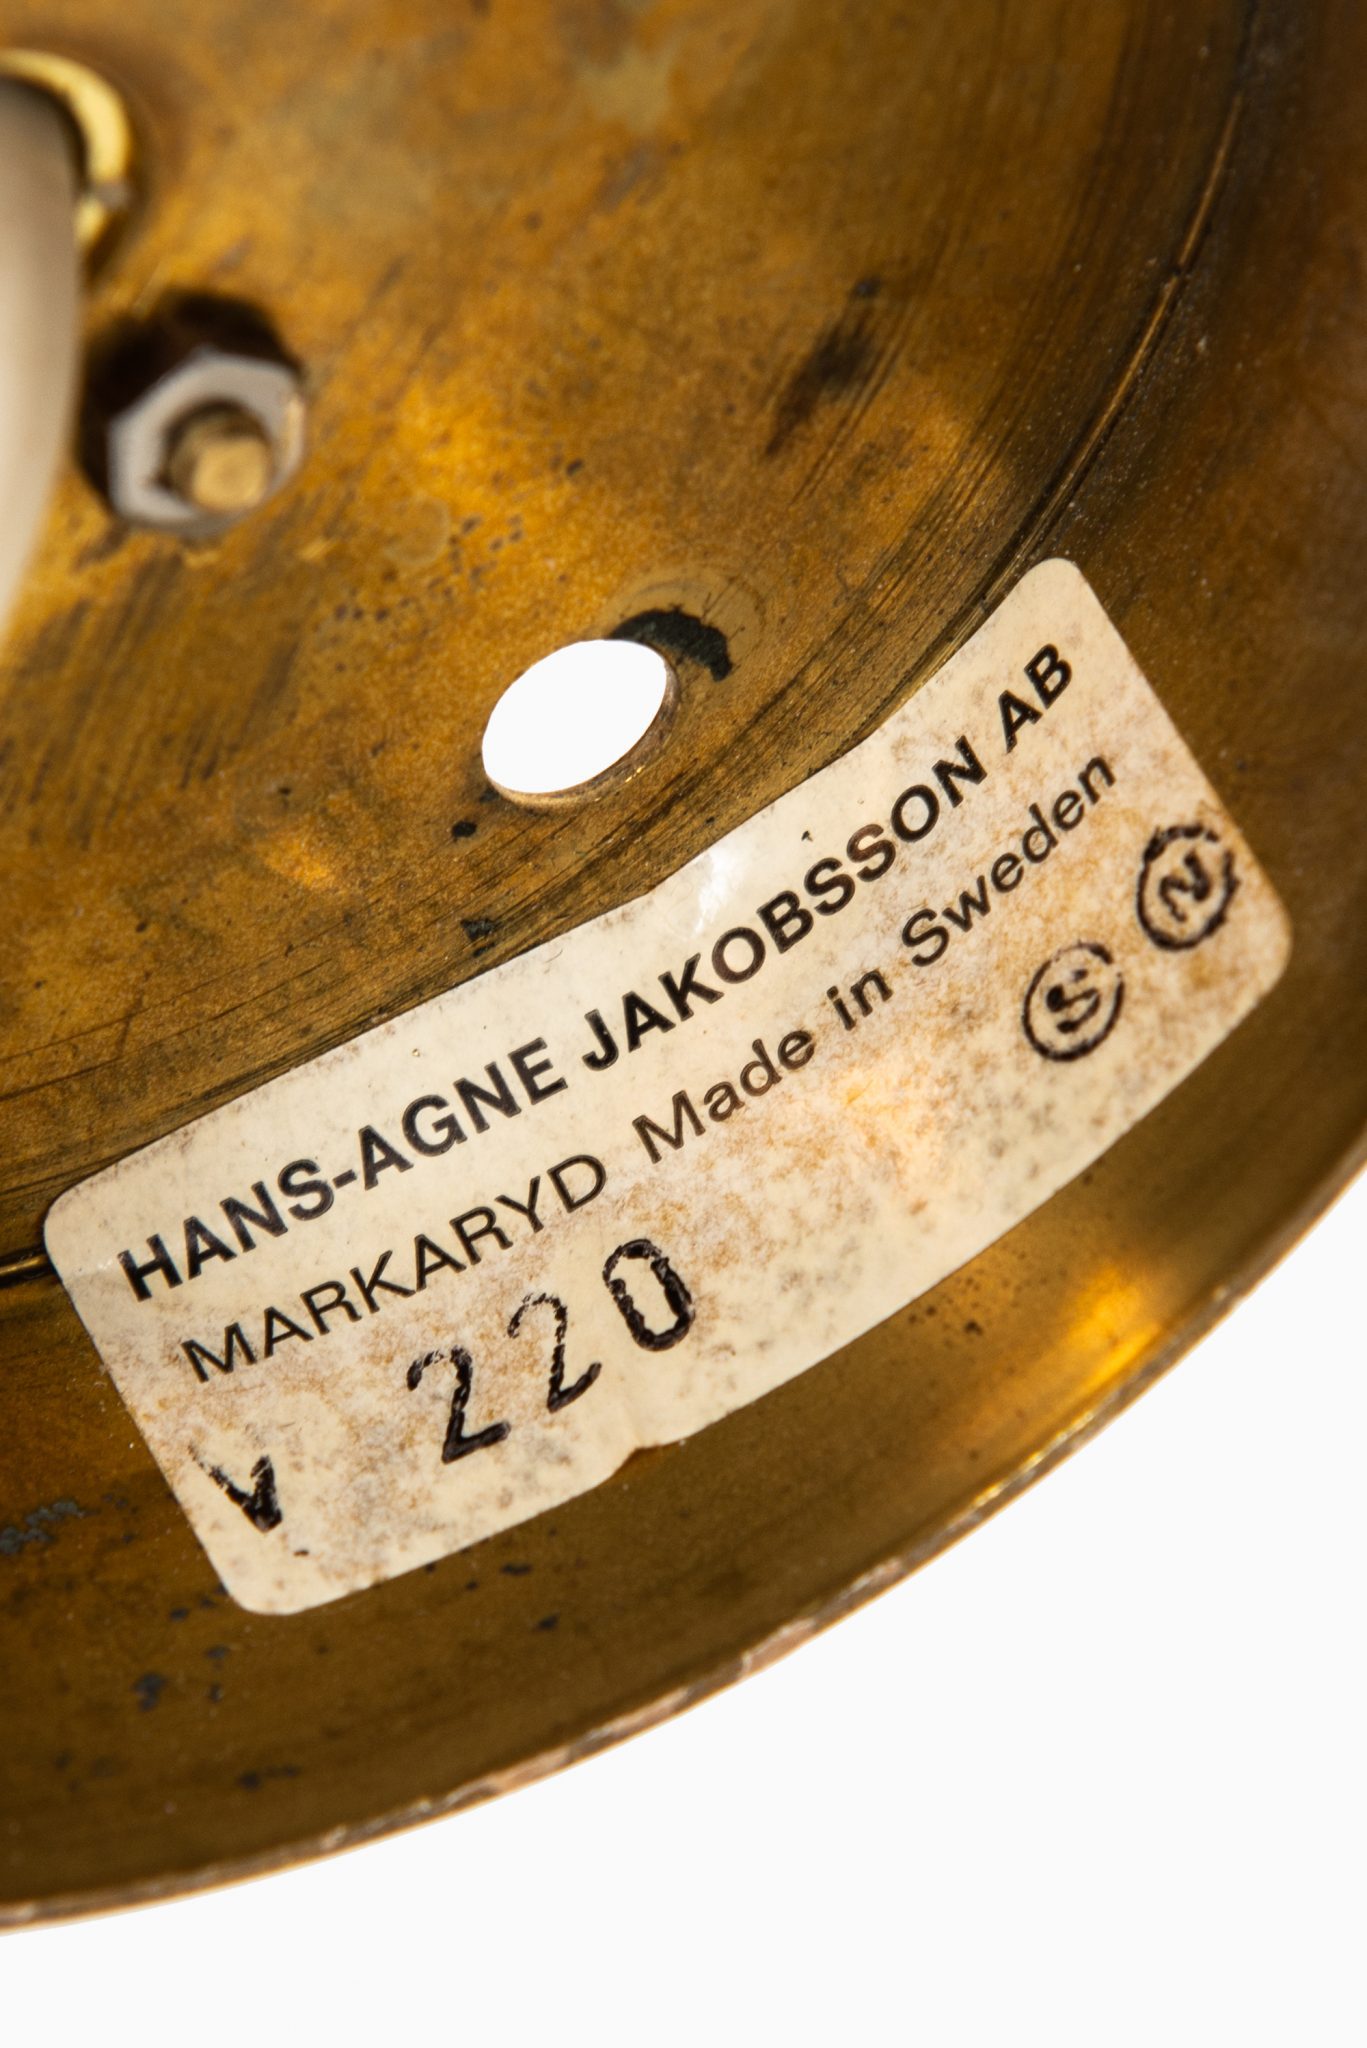 HANS-AGNE JAKOBSSON AB
MARKARYD Made in Sweden
S N
V 220